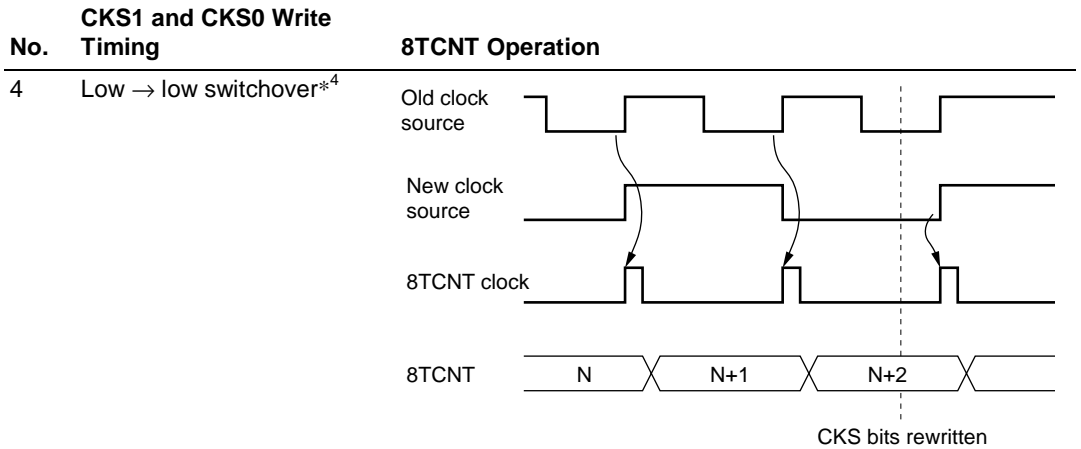 CKS1 and CKS0 Write
No. Timing 8TCNT Operation
4 Low → low switchover*4
Old clock
source
New clock
source
8TCNT clock
8TCNT N N+1 N+2
CKS bits rewritten